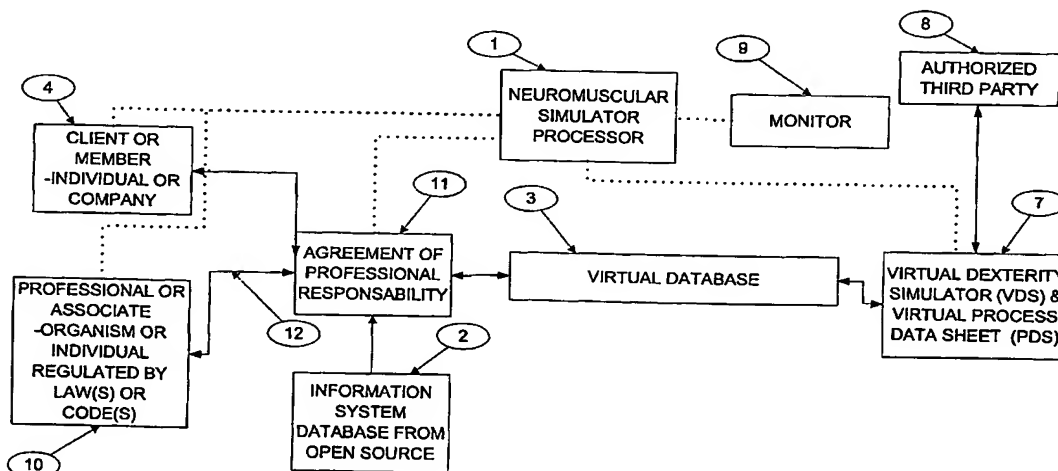 1
NEUROMUSCULAR
SIMULATOR
PROCESSOR
9
MONITOR
8
AUTHORIZED
THIRD PARTY
4
CLIENT OR
MEMBER
-INDIVIDUAL OR
COMPANY
11
AGREEMENT OF
PROFESSIONAL
RESPONSABILITY
3
VIRTUAL DATABASE
7
VIRTUAL DEXTERITY
SIMULATOR (VDS) &
VIRTUAL PROCESS
DATA SHEET (PDS)
PROFESSIONAL OR
ASSOCIATE
-ORGANISM OR
INDIVIDUAL
REGULATED BY
LAW(S) OR
CODE(S)
10
12
2
INFORMATION
SYSTEM
DATABASE FROM
OPEN SOURCE